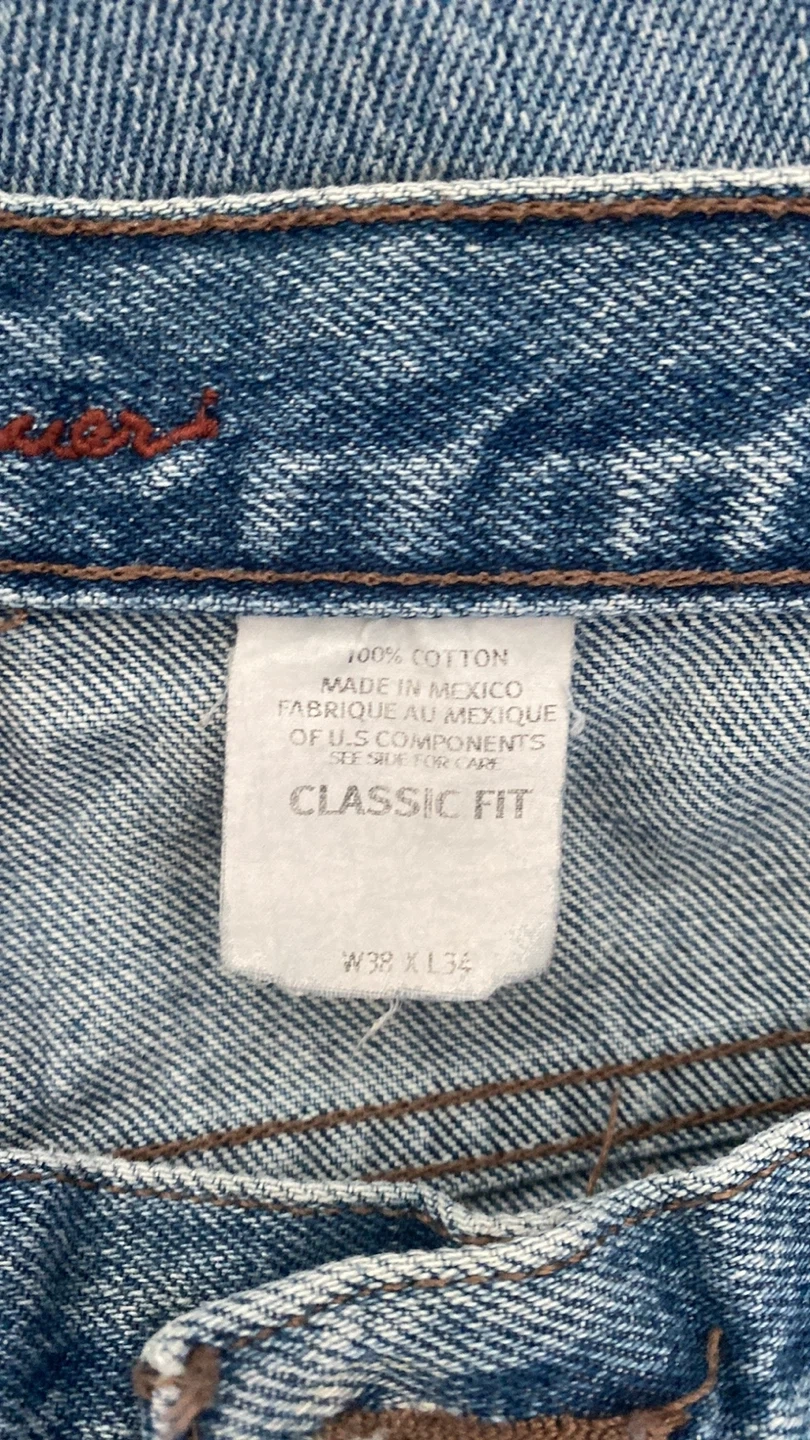 100% COTTON
MADE IN MEXICO
FABRIQUE AU MEXIQUE
OF U.S COMPONENTS
SEE SIDE FOR CARE
CLASSIC FIT
W38 X L34